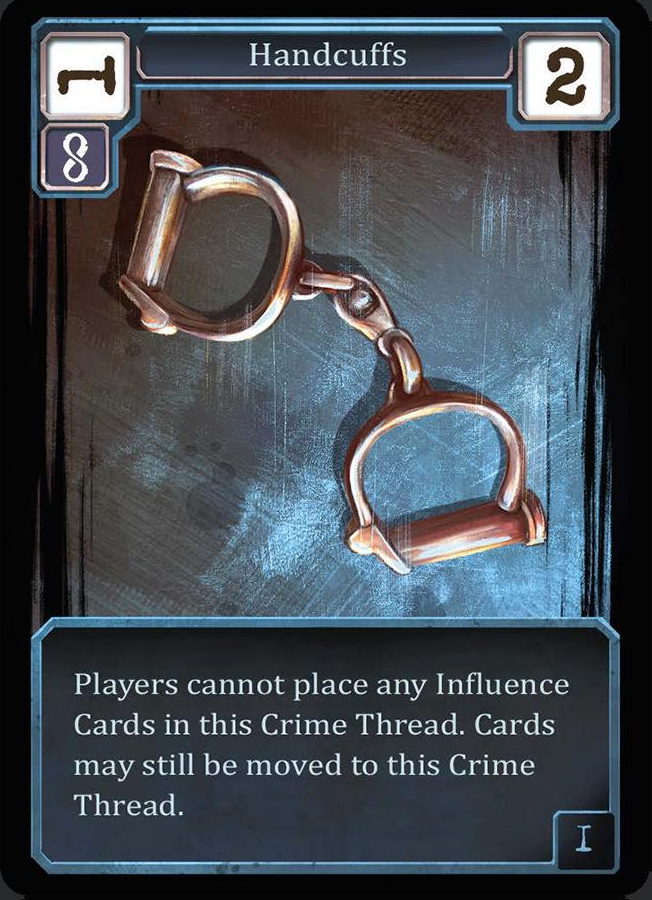 1
Handcuffs
2
8
Players cannot place any Influence
Cards in this Crime Thread. Cards
may still be moved to this Crime
Thread.
I